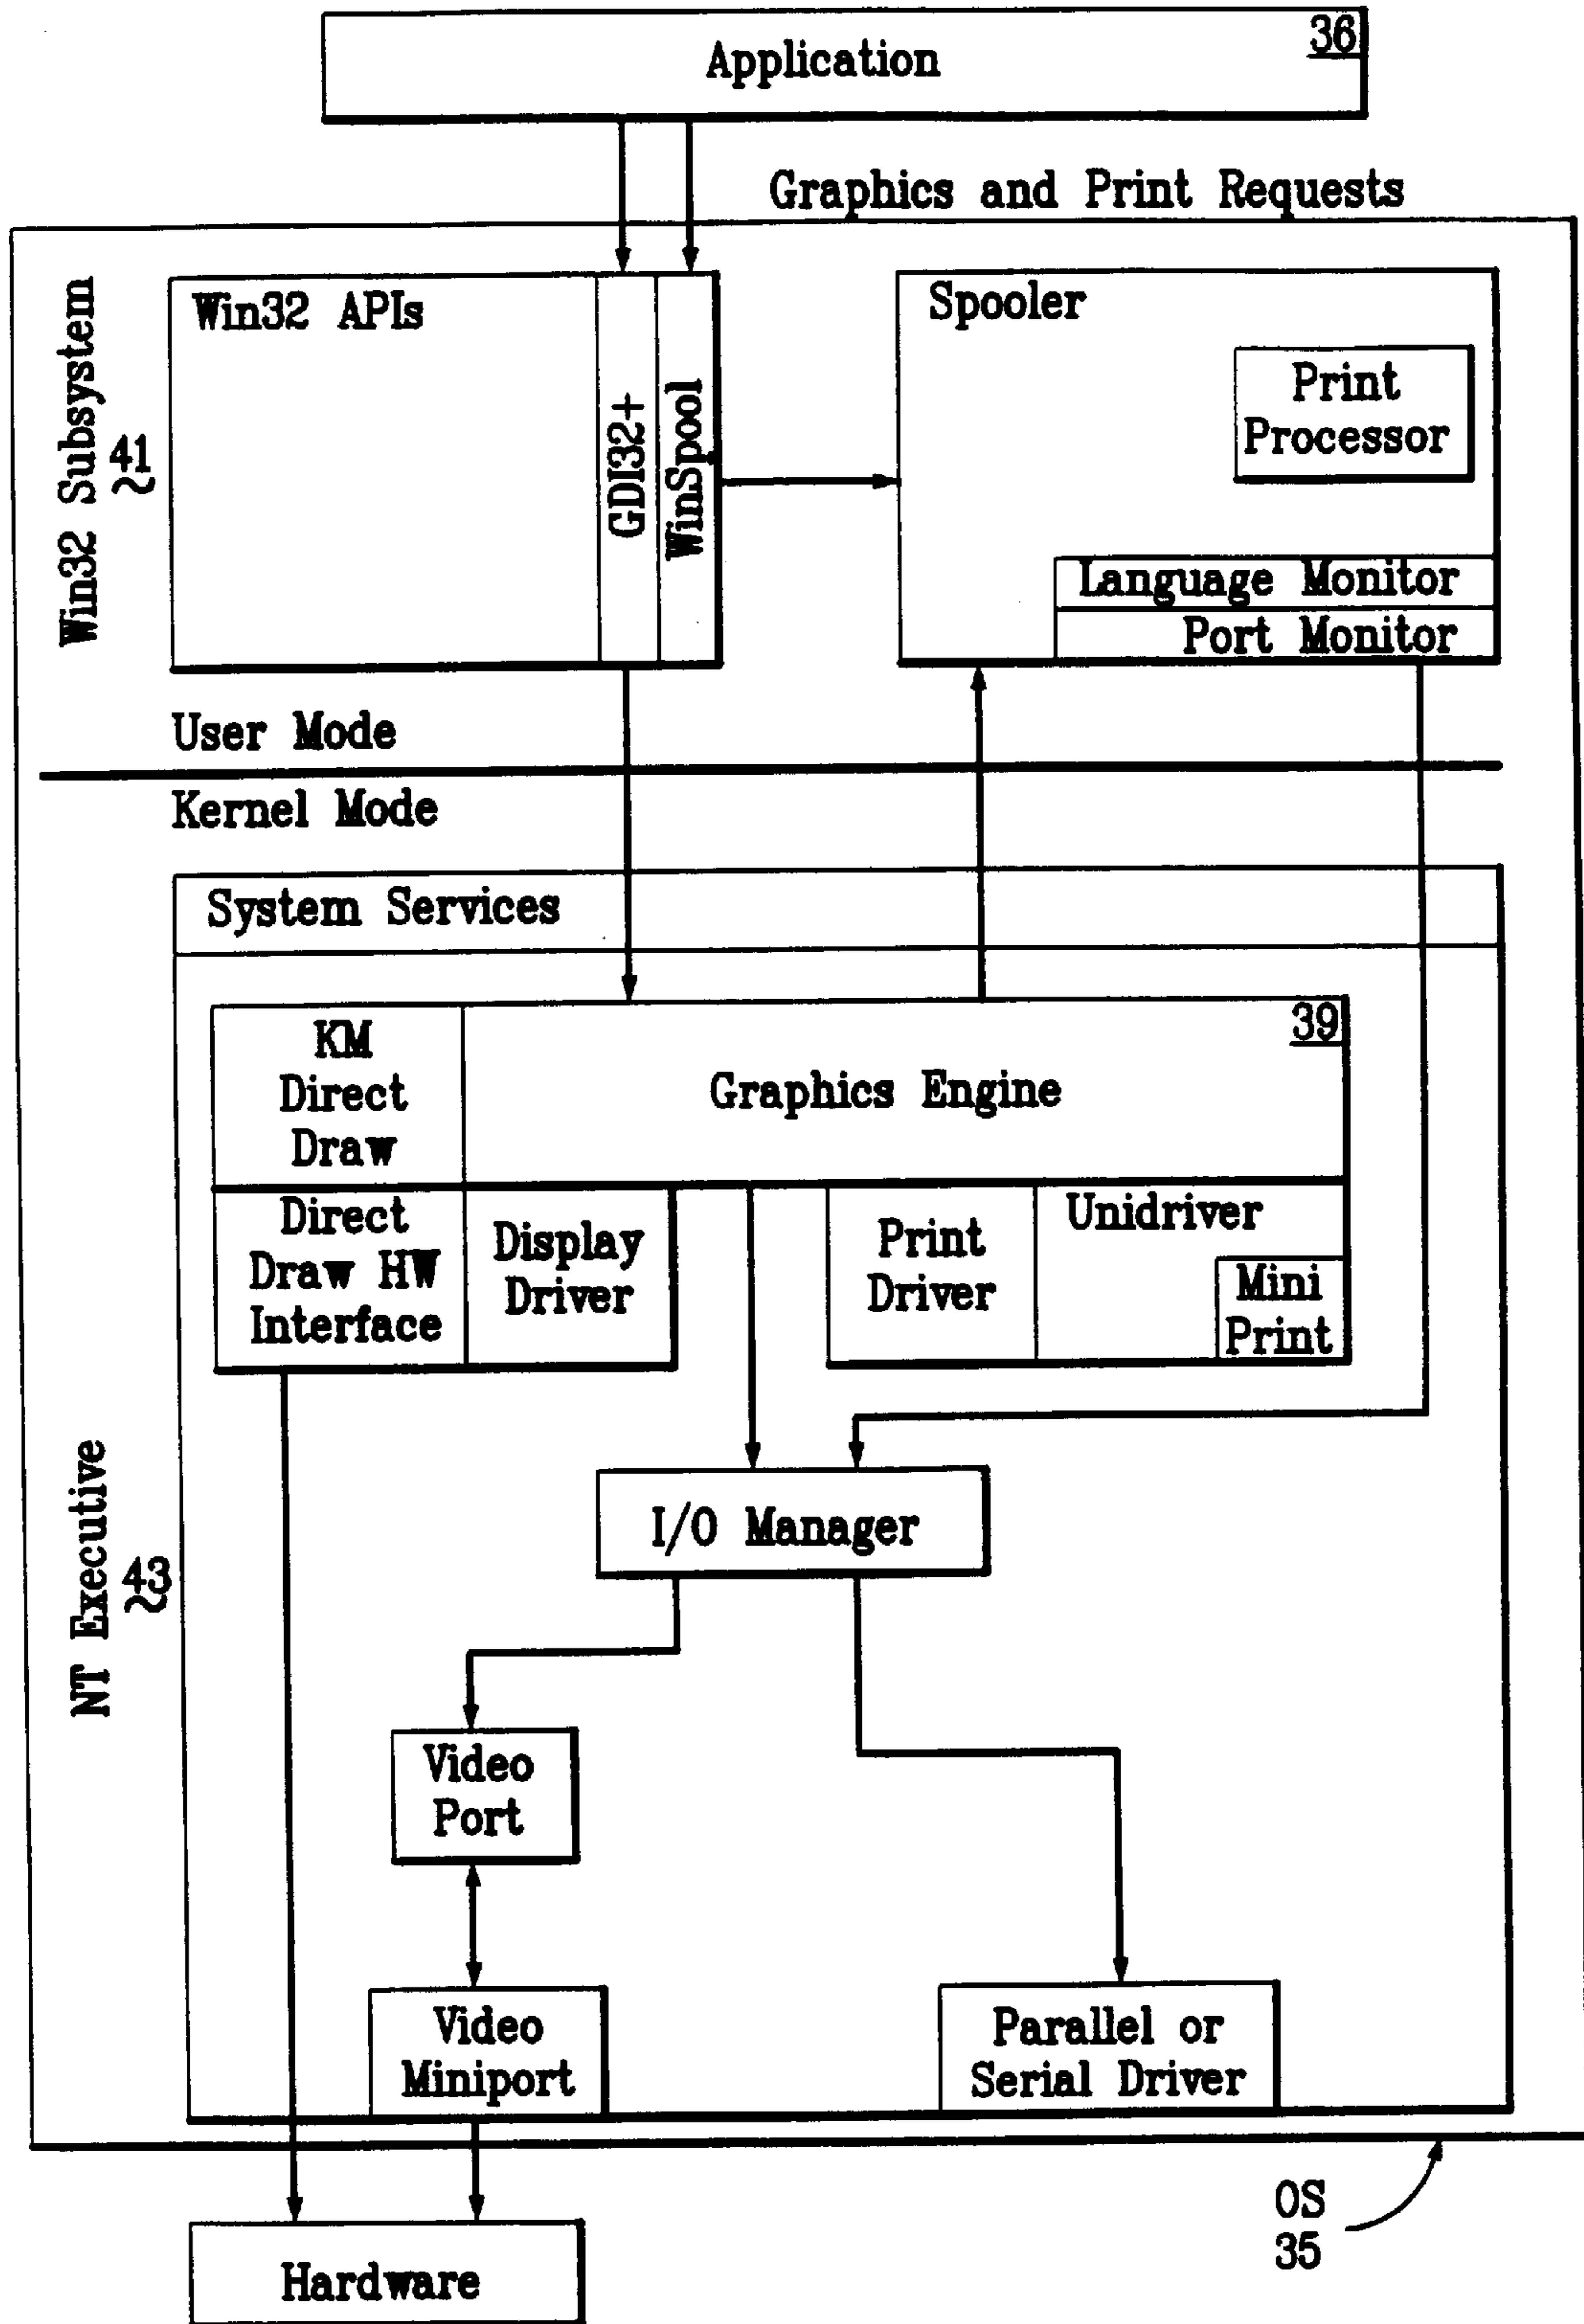 Application
36
Graphics and Print Requests
Win32 Subsystem
41
Win32 APIs
GDI32+
WinSpool
Spooler
Print
Processor
Language Monitor
Port Monitor
User Mode
Kernel Mode
NT Executive
43
System Services
KM
Direct
Draw
Graphics Engine
39
Direct
Draw HW
Interface
Display
Driver
Print
Driver
Unidriver
Mini
Print
I/O Manager
Video
Port
Video
Miniport
Parallel or
Serial Driver
OS
35
Hardware